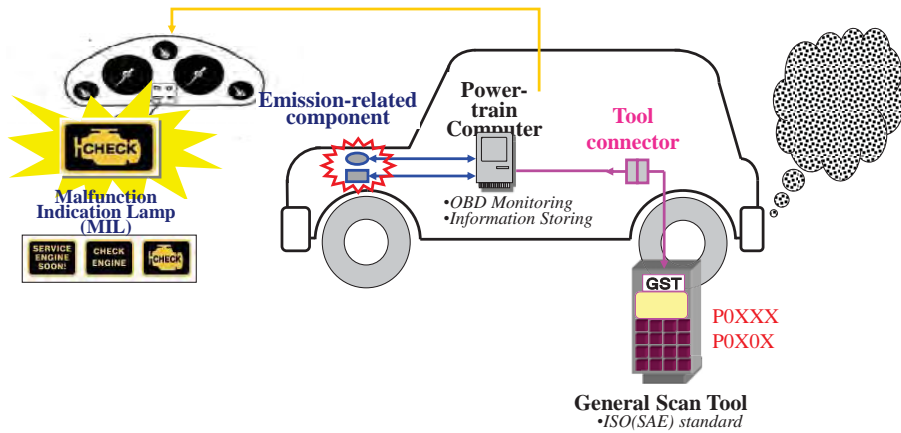 Emission-related
component
Power-
train
Computer
Tool
connector
CHECK
Malfunction
Indication Lamp
(MIL)
SERVICE
ENGINE
SOON!
CHECK
ENGINE
CHECK
•OBD Monitoring
•Information Storing
GST
P0XXX
P0X0X
General Scan Tool
•ISO(SAE) standard